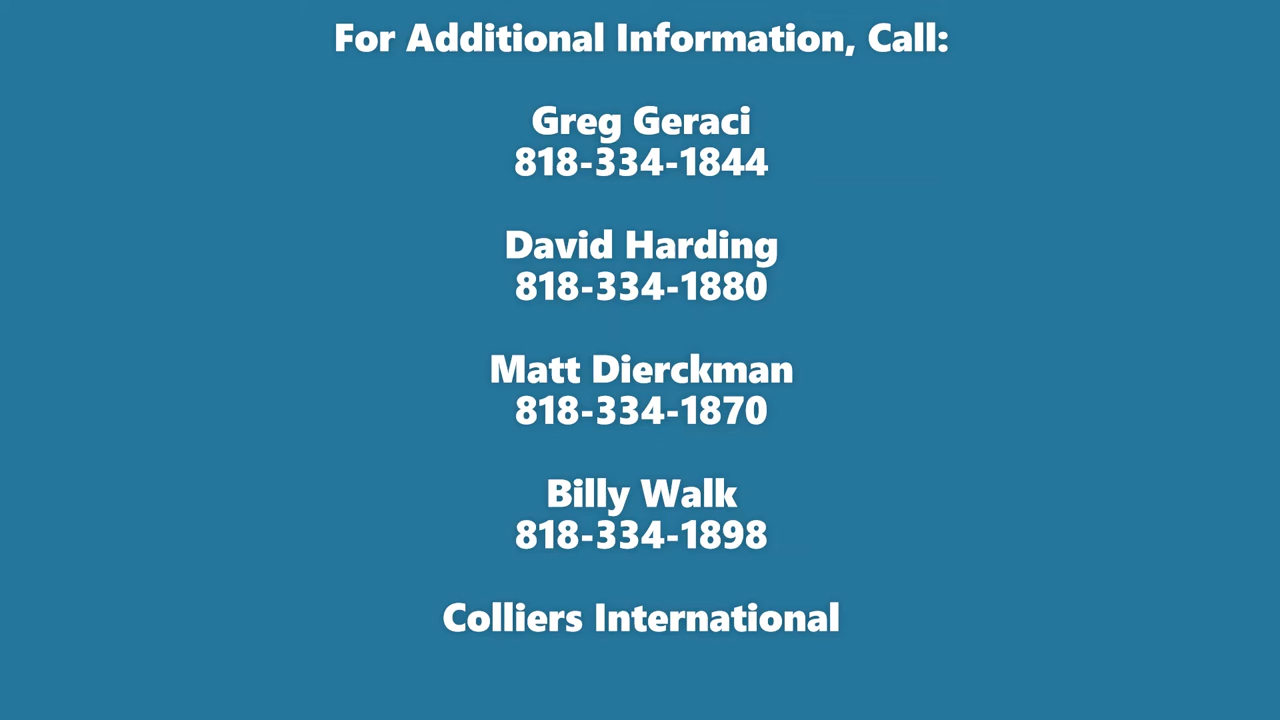 For Additional Information, Call:
Greg Geraci
818-334-1844
David Harding
818-334-1880
Matt Dierckman
818-334-1870
Billy Walk
818-334-1898
Colliers International